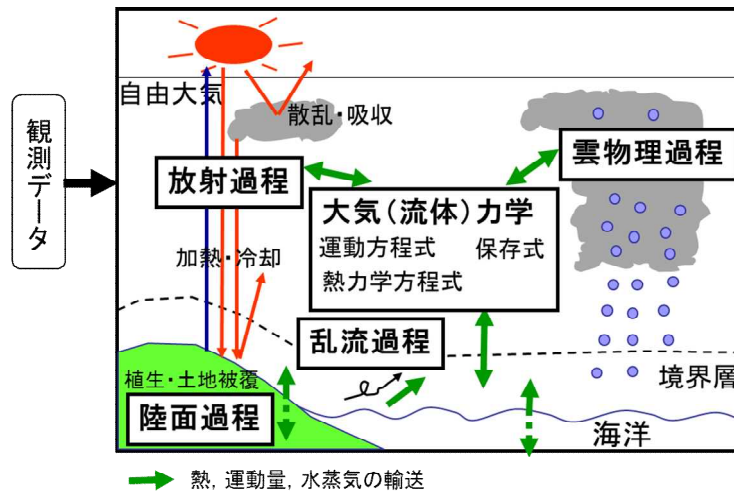 観測データ
自由大気
散乱・吸収
雲物理過程
放射過程
大気(流体)力学
運動方程式 保存式
熱力学方程式
加熱・冷却
乱流過程
境界層
植生・土地被覆
陸面過程
海洋
熱, 運動量, 水蒸気の輸送